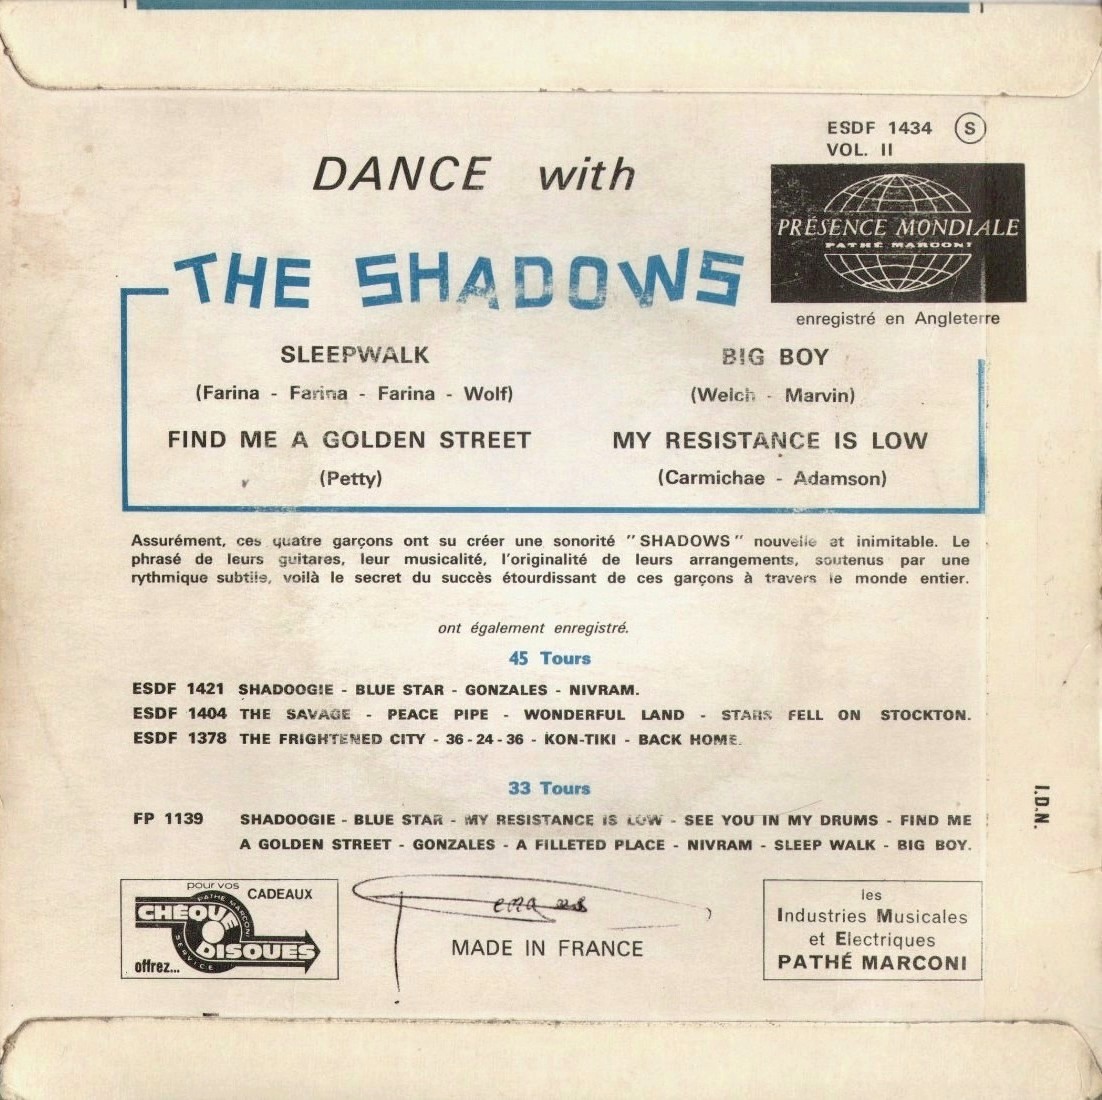 ESDF 1434 S
VOL. II
DANCE with
THE SHADOWS
PRÉSENCE MONDIALE
PATHÉ MARCONI
enregistré en Angleterre
SLEEPWALK
(Farina - Farina - Farina - Wolf)
FIND ME A GOLDEN STREET
(Petty)
BIG BOY
(Welch - Marvin)
MY RESISTANCE IS LOW
(Carmichae - Adamson)
Assurément, ces quatre garçons ont su créer une sonorité "SHADOWS" nouvelle at inimitable. Le
phrasé de leurs guitares, leur musicalité, l'originalité de leurs arrangements, soutenus par une
rythmique subtile, voilà le secret du succès étourdissant de ces garçons à travers le monde entier.
ont également enregistré.
45 Tours
ESDF 1421 SHADOOGIE - BLUE STAR - GONZALES - NIVRAM.
ESDF 1404 THE SAVAGE - PEACE PIPE - WONDERFUL LAND - STARS FELL ON STOCKTON.
ESDF 1378 THE FRIGHTENED CITY - 36-24-36 - KON-TIKI - BACK HOME.
33 Tours
FP 1139 SHADOOGIE - BLUE STAR - MY RESISTANCE IS LOW - SEE YOU IN MY DRUMS - FIND ME
A GOLDEN STREET - GONZALES - A FILLETED PLACE - NIVRAM - SLEEP WALK - BIG BOY.
I.D.N.
pour vos CADEAUX
PATHE MARCONI
CHEQUE
DISQUES
SERVICE
offrez...
MADE IN FRANCE
les
Industries Musicales
et Electriques
PATHÉ MARCONI